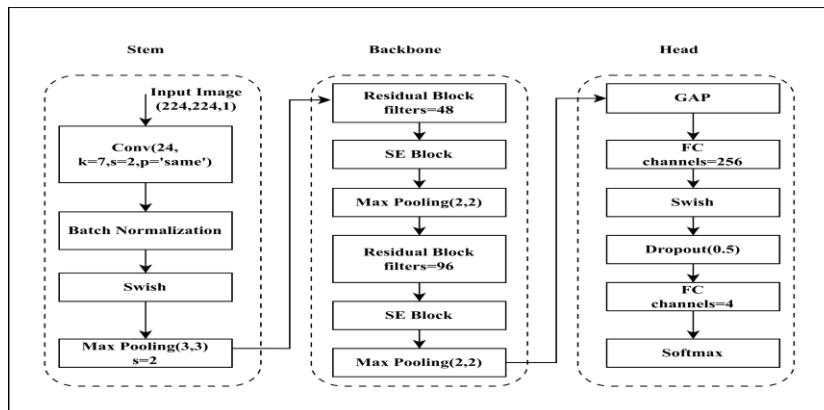 Stem
Input Image
(224,224,1)
Conv(24,
k=7,s=2,p='same')
Batch Normalization
Swish
Max Pooling(3,3)
s=2
Backbone
Residual Block
filters=48
SE Block
Max Pooling(2,2)
Residual Block
filters=96
SE Block
Max Pooling(2,2)
Head
GAP
FC
channels=256
Swish
Dropout(0.5)
FC
channels=4
Softmax